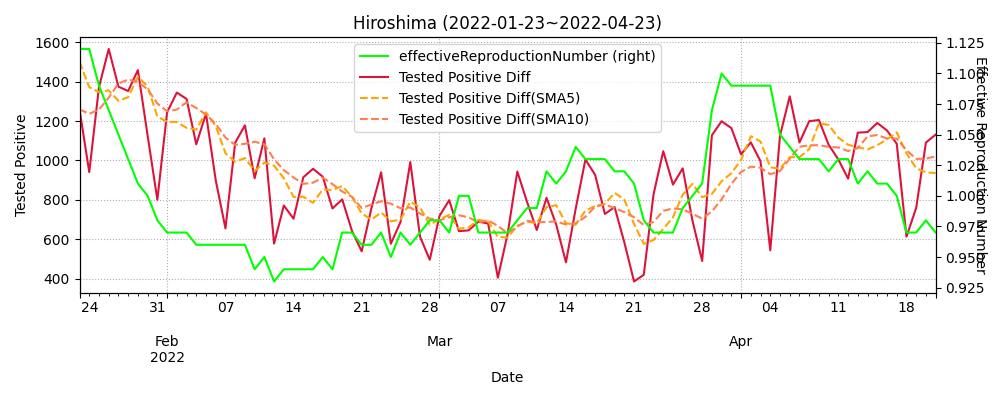 Hiroshima (2022-01-23~2022-04-23)
effectiveReproductionNumber (right)
Tested Positive Diff
Tested Positive Diff(SMA5)
Tested Positive Diff(SMA10)
Tested Positive
1600
1400
1200
1000
800
600
400
1.125
1.100
1.075
1.050
1.025
1.000
0.975
0.950
0.925
Effective Reproduction Number
24 31 07 14 21 28 07 14 21 28 04 11 18
Feb Mar Apr
2022
Date